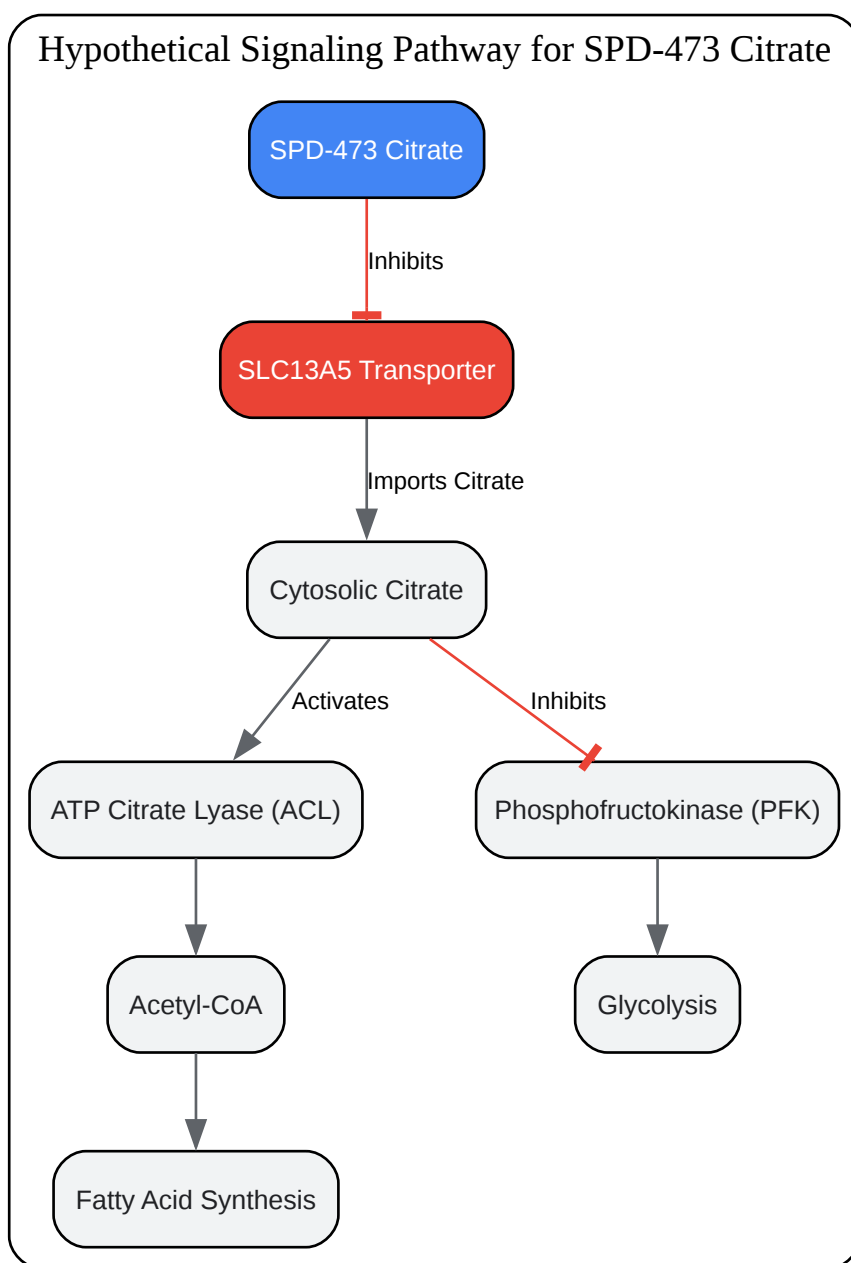 Hypothetical Signaling Pathway for SPD-473 Citrate
SPD-473 Citrate
Inhibits
SLC13A5 Transporter
Imports Citrate
Cytosolic Citrate
Activates
Inhibits
ATP Citrate Lyase (ACL)
Phosphofructokinase (PFK)
Acetyl-CoA
Glycolysis
Fatty Acid Synthesis